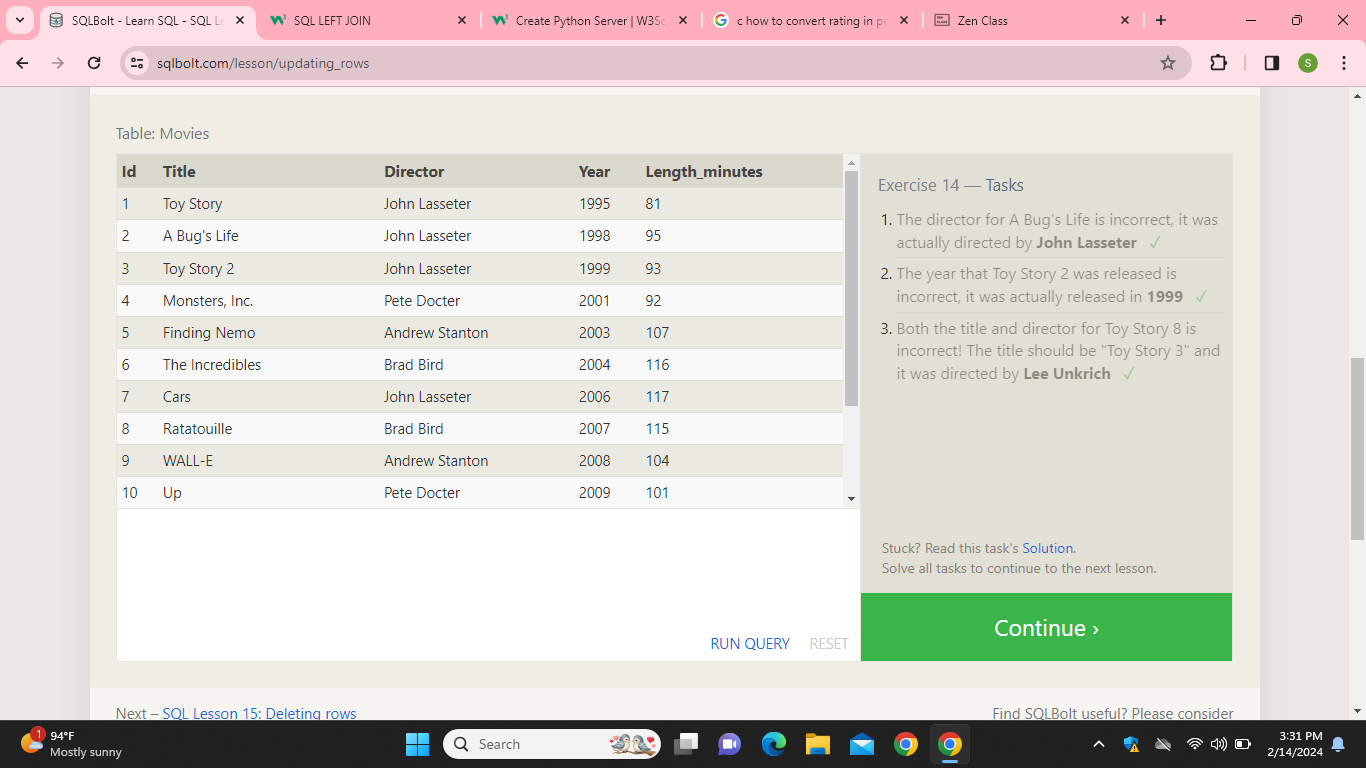 SQLBolt - Learn SQL - SQL Le
SQL LEFT JOIN
Create Python Server | W3Sc
c how to convert rating in pe
Zen Class
sqlbolt.com/lesson/updating_rows
S
Table: Movies
Id Title Director Year Length_minutes
1 Toy Story John Lasseter 1995 81
2 A Bug's Life John Lasseter 1998 95
3 Toy Story 2 John Lasseter 1999 93
4 Monsters, Inc. Pete Docter 2001 92
5 Finding Nemo Andrew Stanton 2003 107
6 The Incredibles Brad Bird 2004 116
7 Cars John Lasseter 2006 117
8 Ratatouille Brad Bird 2007 115
9 WALL-E Andrew Stanton 2008 104
10 Up Pete Docter 2009 101
RUN QUERY RESET
Exercise 14 — Tasks
1. The director for A Bug's Life is incorrect, it was
actually directed by John Lasseter ✓
2. The year that Toy Story 2 was released is
incorrect, it was actually released in 1999 ✓
3. Both the title and director for Toy Story 8 is
incorrect! The title should be "Toy Story 3" and
it was directed by Lee Unkrich ✓
Stuck? Read this task's Solution.
Solve all tasks to continue to the next lesson.
Continue ›
Next – SQL Lesson 15: Deleting rows
Find SQLBolt useful? Please consider
1
94°F
Mostly sunny
Search
3:31 PM
2/14/2024